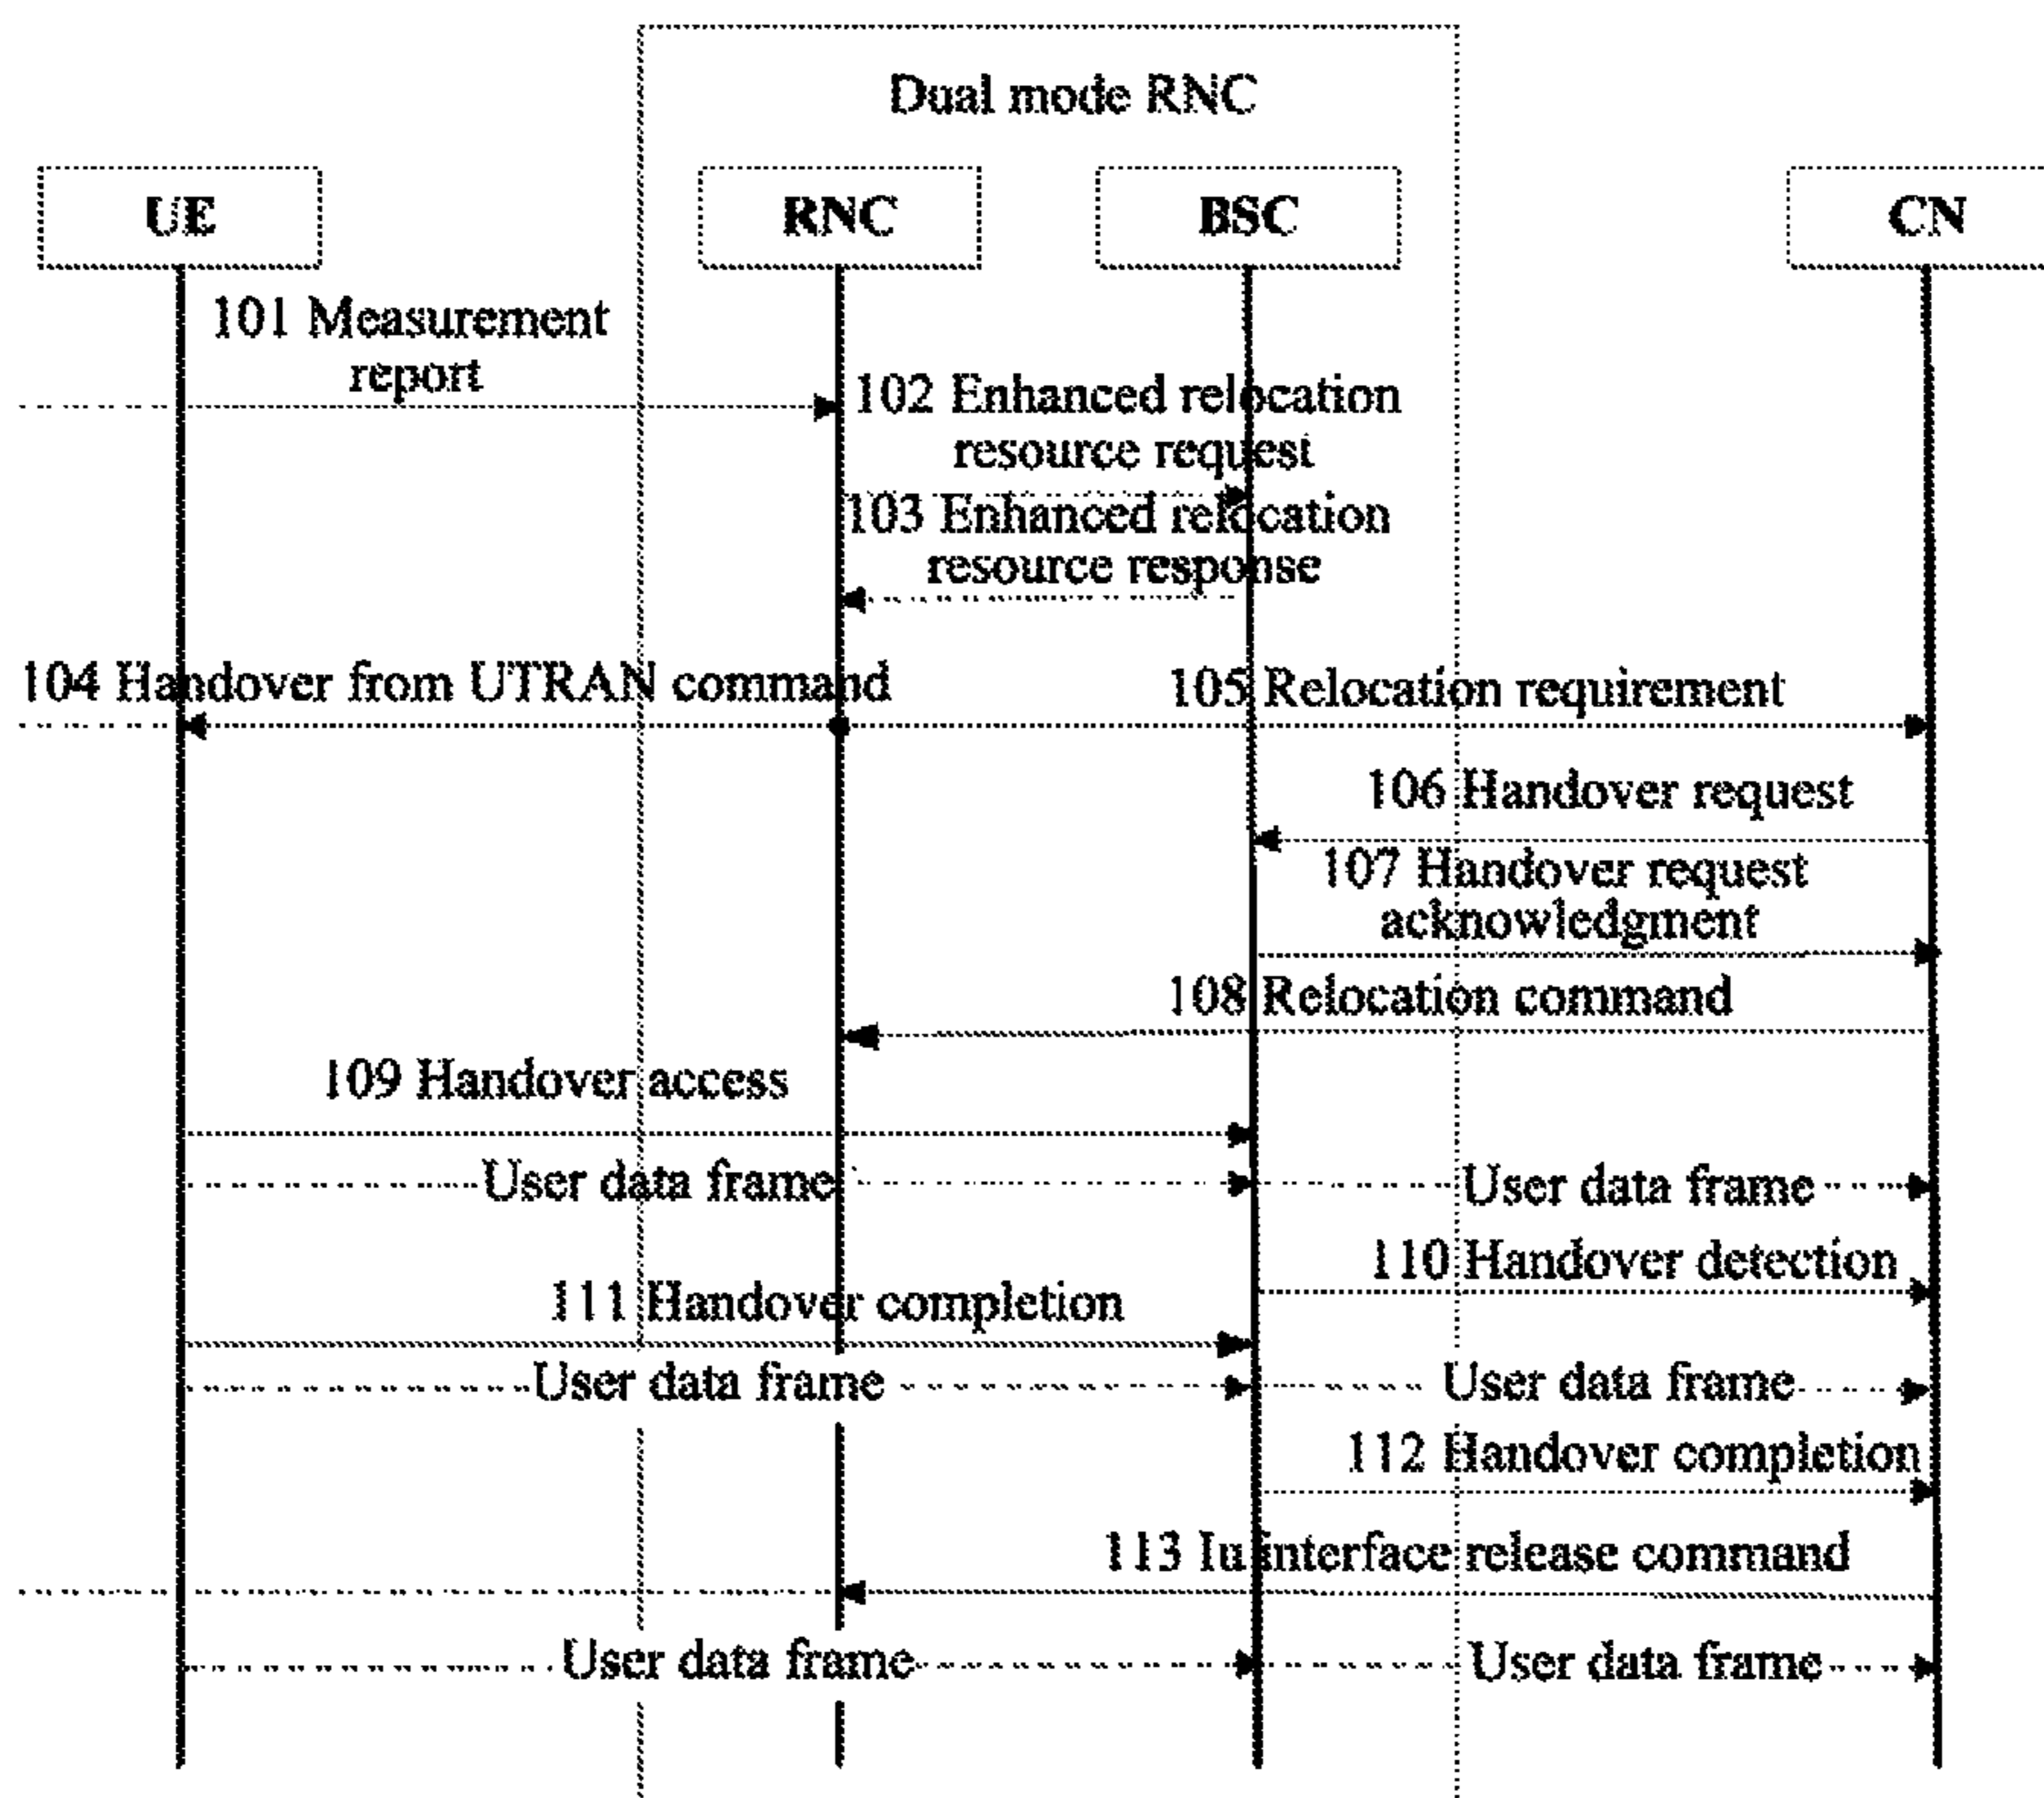 Dual mode RNC
UE
RNC
BSC
CN
101 Measurement
report
102 Enhanced relocation
resource request
103 Enhanced relocation
resource response
104 Handover from UTRAN command
105 Relocation requirement
106 Handover request
107 Handover request
acknowledgment
108 Relocation command
109 Handover access
User data frame
User data frame
110 Handover detection
111 Handover completion
User data frame
User data frame
112 Handover completion
113 Iu interface release command
User data frame
User data frame